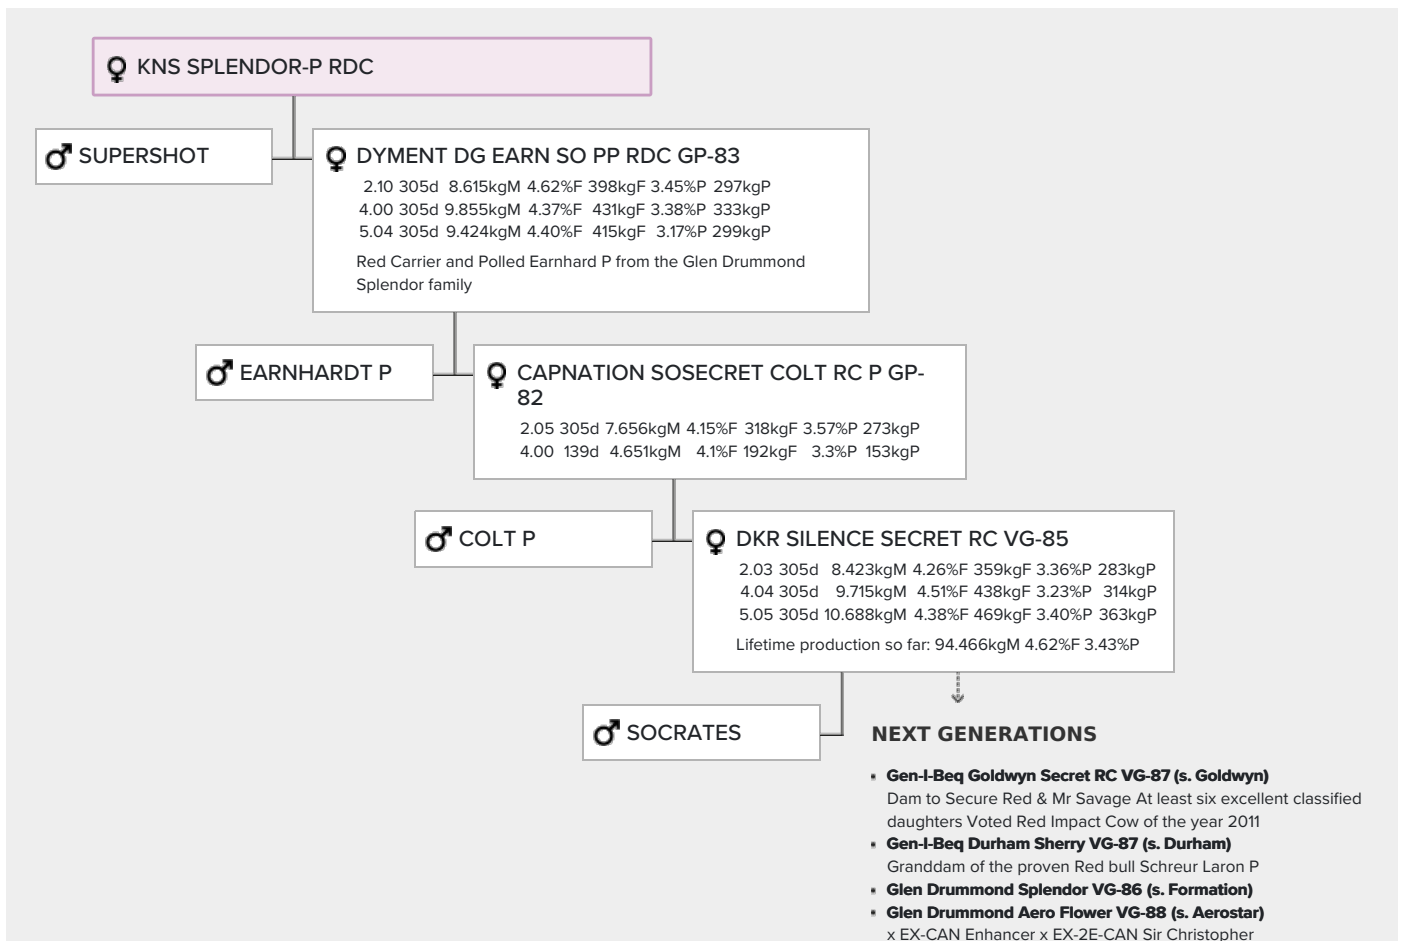 KNS SPLENDOR-P RDC
SUPERSHOT
DYMENT DG EARN SO PP RDC GP-83
2.10 305d 8.615kgM 4.62%F 398kgF 3.45%P 297kgP
4.00 305d 9.855kgM 4.37%F 431kgF 3.38%P 333kgP
5.04 305d 9.424kgM 4.40%F 415kgF 3.17%P 299kgP
Red Carrier and Polled Earnhard P from the Glen Drummond
Splendor family
EARNHARDT P
CAPNATION SOSECRET COLT RC P GP-
82
2.05 305d 7.656kgM 4.15%F 318kgF 3.57%P 273kgP
4.00 139d 4.651kgM 4.1%F 192kgF 3.3%P 153kgP
COLT P
DKR SILENCE SECRET RC VG-85
2.03 305d 8.423kgM 4.26%F 359kgF 3.36%P 283kgP
4.04 305d 9.715kgM 4.51%F 438kgF 3.23%P 314kgP
5.05 305d 10.688kgM 4.38%F 469kgF 3.40%P 363kgP
Lifetime production so far: 94.466kgM 4.62%F 3.43%P
SOCRATES
NEXT GENERATIONS
Gen-I-Beq Goldwyn Secret RC VG-87 (s. Goldwyn)
Dam to Secure Red & Mr Savage At least six excellent classified
daughters Voted Red Impact Cow of the year 2011
Gen-I-Beq Durham Sherry VG-87 (s. Durham)
Granddam of the proven Red bull Schreur Laron P
Glen Drummond Splendor VG-86 (s. Formation)
Glen Drummond Aero Flower VG-88 (s. Aerostar)
x EX-CAN Enhancer x EX-2E-CAN Sir Christopher